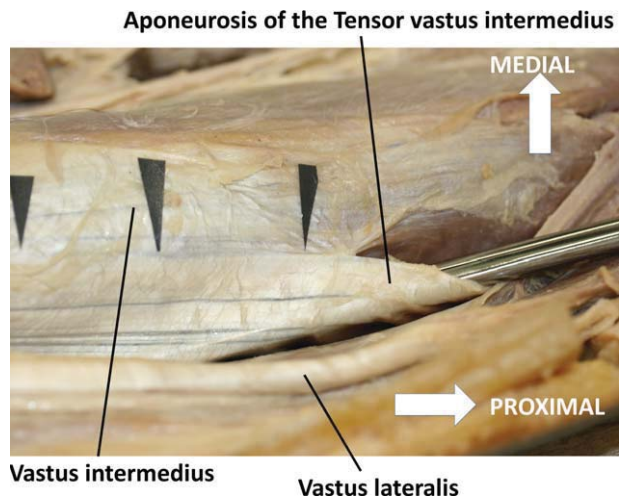 Aponeurosis of the Tensor vastus intermedius
MEDIAL
PROXIMAL
Vastus intermedius
Vastus lateralis